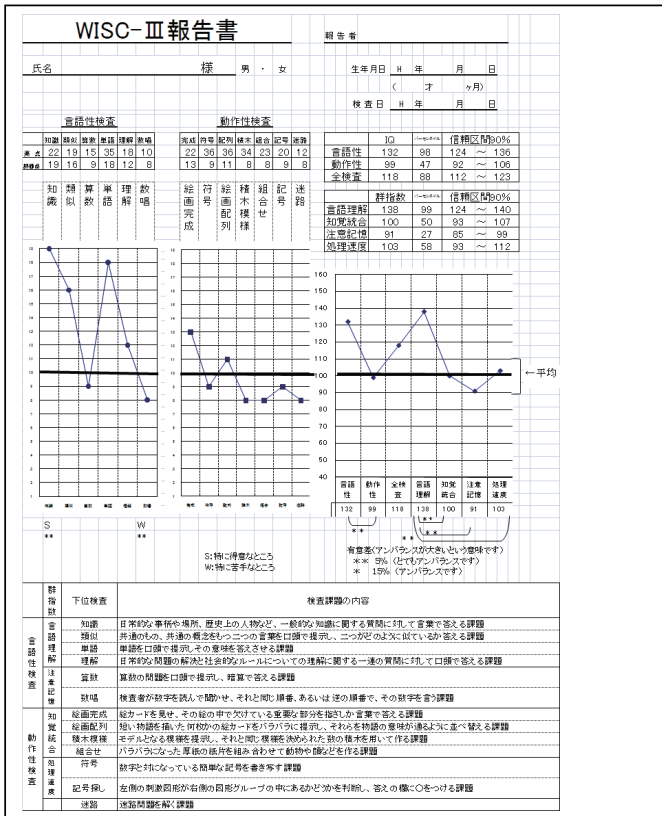 WISC-Ⅲ報告書
報告者
氏名 様 男 ・ 女
生年月日 H 年 月 日
( 才 ヶ月)
検査日 H 年 月 日
言語性検査 動作性検査
知識 類似 算数 単語 理解 数唱 完成 符号 配列 積木 組合 記号 迷路
22 19 15 35 18 10 22 36 36 34 23 20 12
19 16 9 18 12 8 13 9 11 8 8 9 8
知識 類似 算数 単語 理解 数唱 絵画完成 符号 絵画配列 積木模様 組合せ 記号 迷路
IQ パーセンタイル 信頼区間90%
言語性 132 98 124 ～ 136
動作性 99 47 92 ～ 106
全検査 118 88 112 ～ 123
群指数 パーセンタイル 信頼区間90%
言語理解 138 99 124 ～ 140
知覚統合 100 50 93 ～ 107
注意記憶 91 27 85 ～ 99
処理速度 103 58 93 ～ 112
160
150
140
130
120
110
100
90
80
70
60
50
40
←平均
言語性 動作性 全検査 言語理解 知覚統合 注意記憶 処理速度
132 99 118 138 100 91 103
S W
** **
** ** ** **
S:特に得意なところ
W:特に苦手なところ
有意差(アンバランスが大きいという意味です)
** 5% (とてもアンバランスです)
* 15% (アンバランスです)
群指数 下位検査 検査課題の内容
言語性検査
言語理解
知識 日常的な事柄や場所、歴史上の人物など、一般的な知識に関する質問に対して言葉で答える課題
類似 共通のもの、共通の概念をもつ二つの言葉を口頭で提示し、二つがどのように似ているか答える課題
単語 単語を口頭で提示しその意味を答えさせる課題
理解 日常的な問題の解決と社会的なルールについての理解に関する一連の質問に対して口頭で答える課題
注意記憶
算数 算数の問題を口頭で提示し、暗算で答える課題
数唱 検査者が数字を読んで聞かせ、それと同じ順番、あるいは逆の順番で、その数字を言う課題
動作性検査
知覚統合
絵画完成 絵カードを見せ、その絵の中で欠けている重要な部分を指さしか言葉で答える課題
絵画配列 短い物語を描いた何枚かの絵カードをバラバラに提示し、それらを物語の意味が通るように並べ替える課題
積木模様 モデルとなる模様を提示し、それと同じ模様を決められた数の積木を用いて作る課題
組合せ バラバラになった厚紙の紙片を組み合わせて動物や顔などを作る課題
処理速度
符号 数字と対になっている簡単な記号を書き写す課題
記号探し 左側の刺激図形が右側の図形グループの中にあるかどうかを判断し、答えの欄に○をつける課題
迷路 迷路問題を解く課題